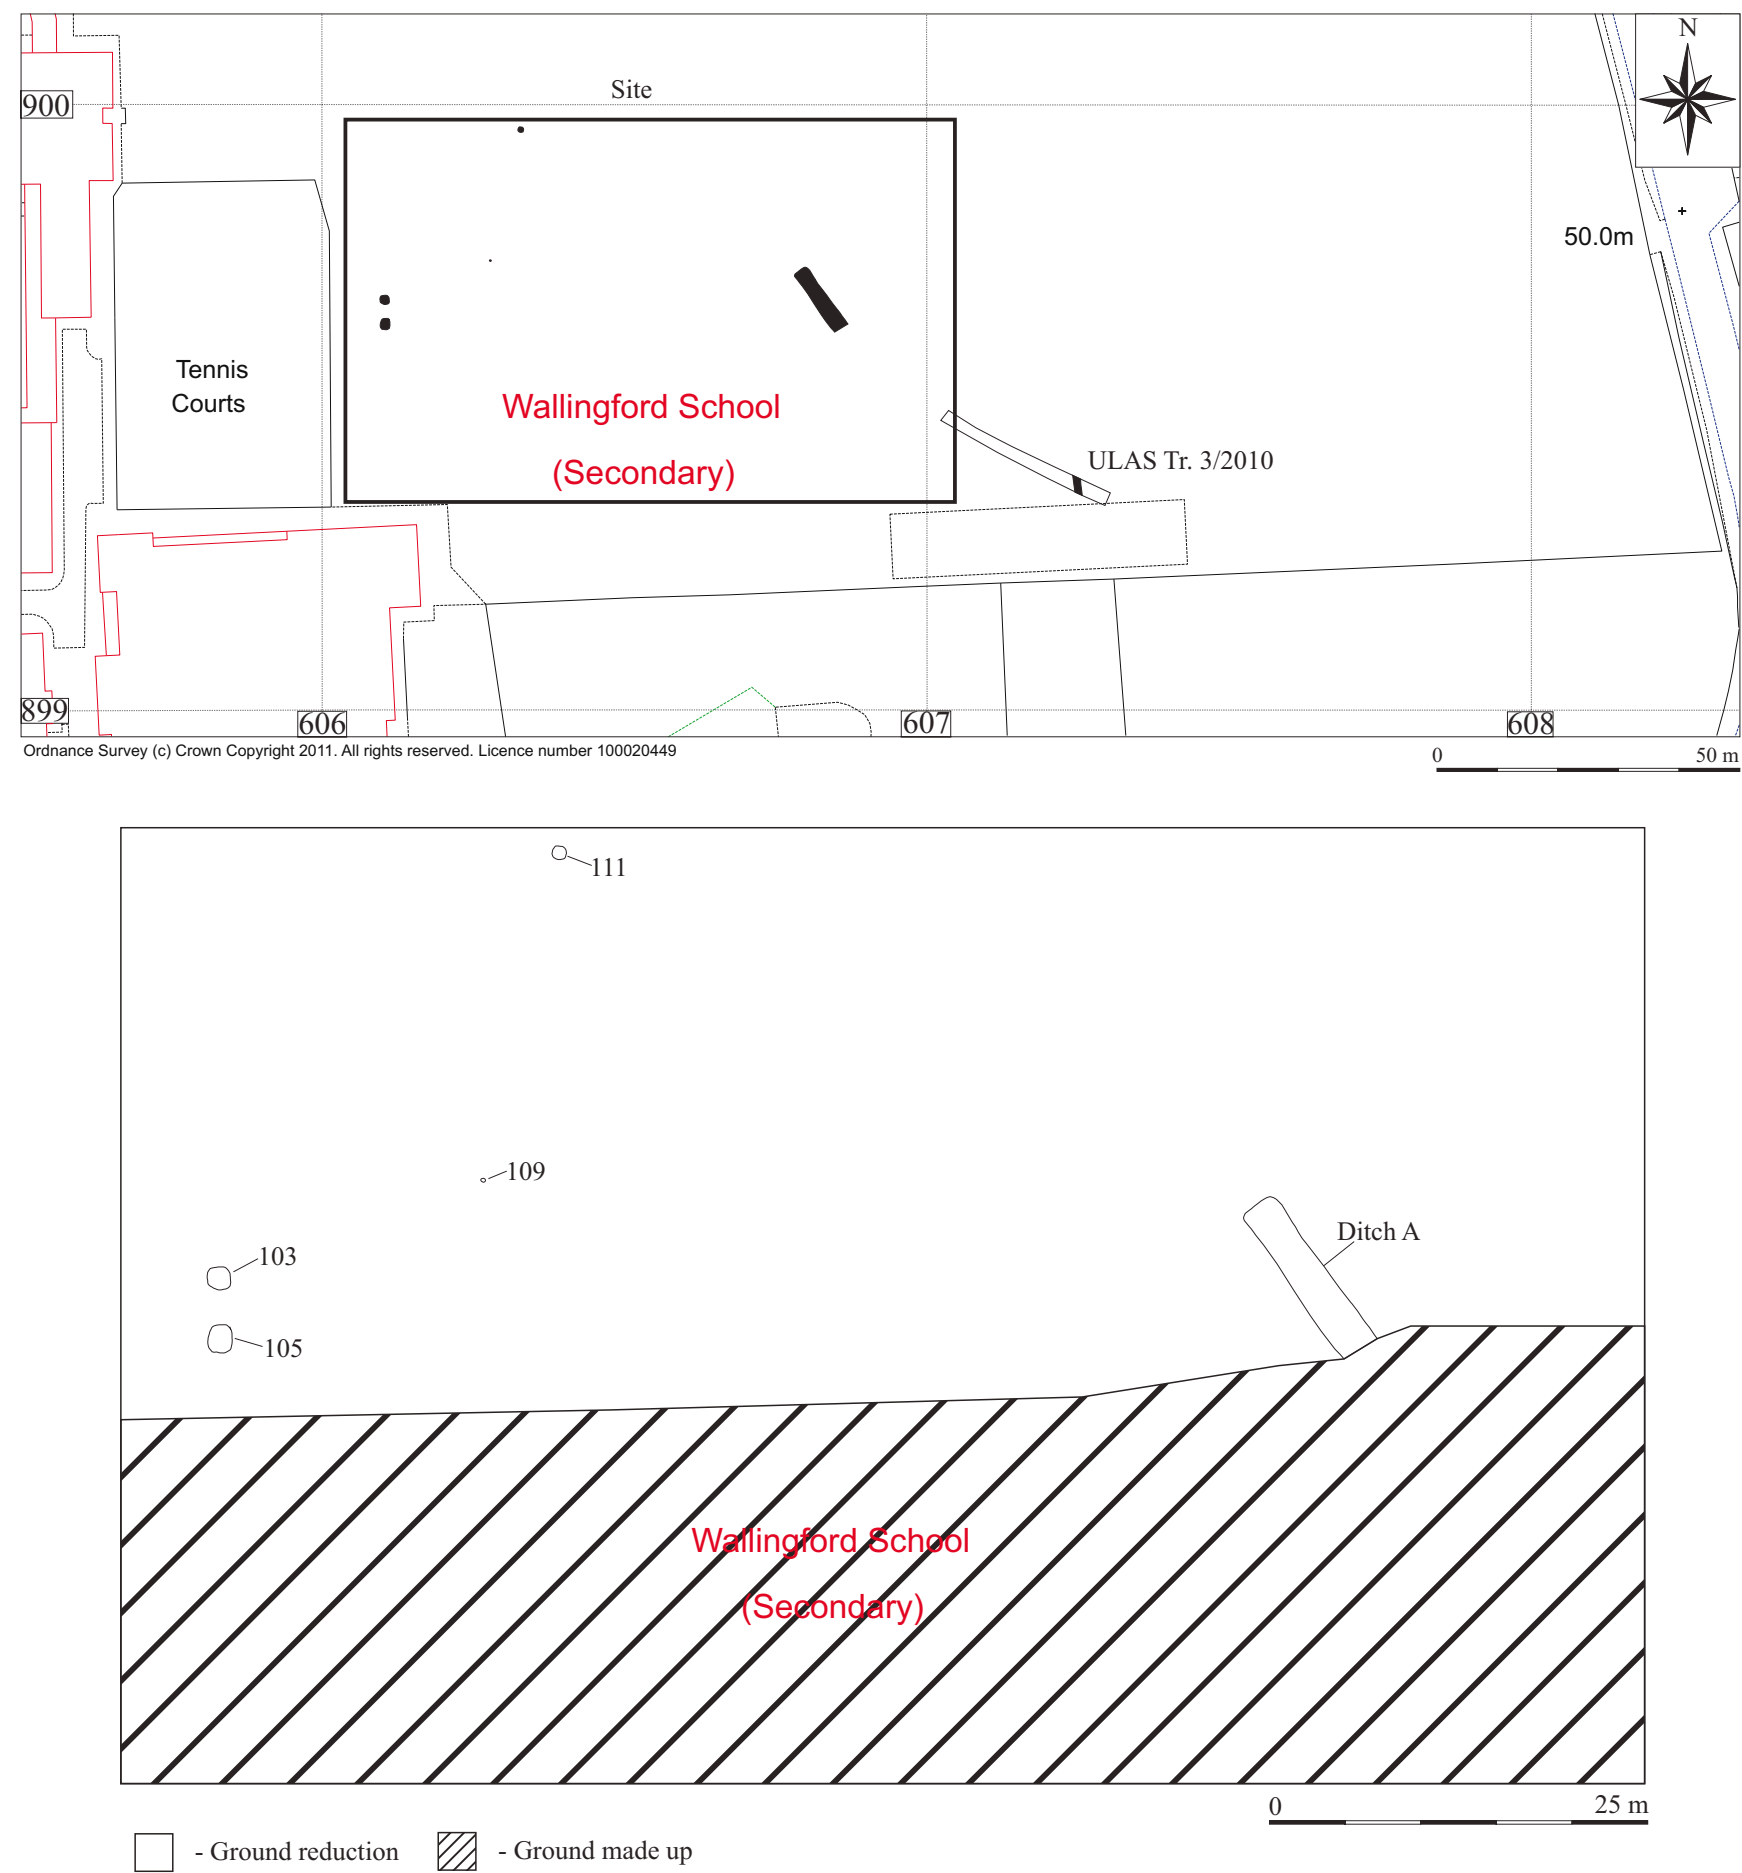 N
Site
900
50.0m
Tennis
Courts
Wallingford School
(Secondary)
ULAS Tr. 3/2010
899
606
607
608
Ordnance Survey (c) Crown Copyright 2011. All rights reserved. Licence number 100020449
0 50 m
111
109
103
Ditch A
105
Wallingford School
(Secondary)
0 25 m
- Ground reduction - Ground made up